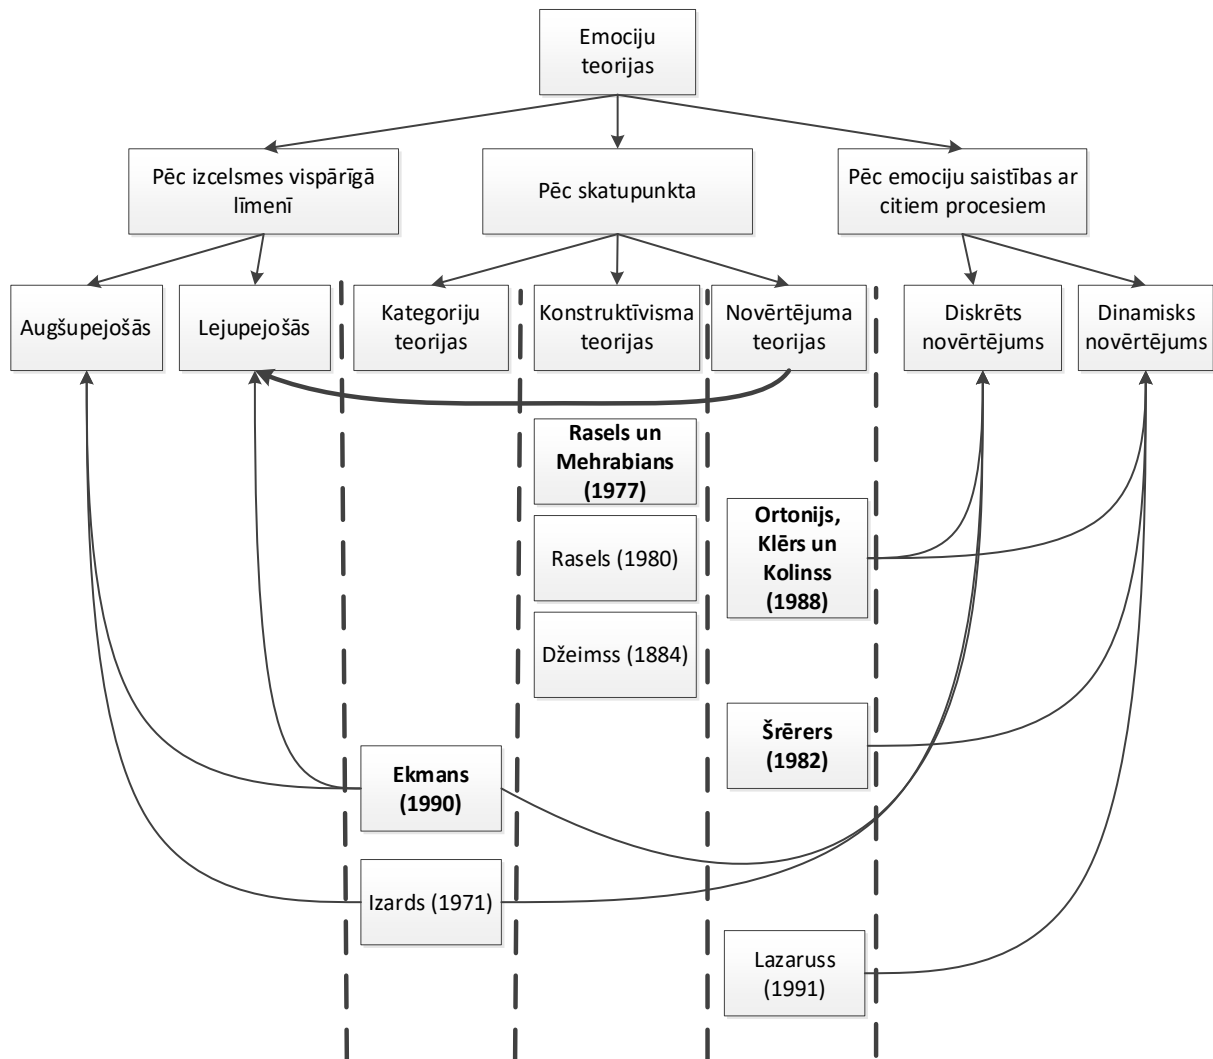 Emociju
teorijas
Pēc izcelsmes vispārīgā
līmenī
Pēc skatupunkta
Pēc emociju saistības ar
citiem procesiem
Augšupejošās
Lejupejošās
Kategoriju
teorijas
Konstruktīvisma
teorijas
Novērtējuma
teorijas
Diskrēts
novērtējums
Dinamisks
novērtējums
Rasels un
Mehrabians
(1977)
Ortonijs,
Klērs un
Kolinss
(1988)
Rasels (1980)
Džeimss (1884)
Šrērers
(1982)
Ekmans
(1990)
Izards (1971)
Lazaruss
(1991)